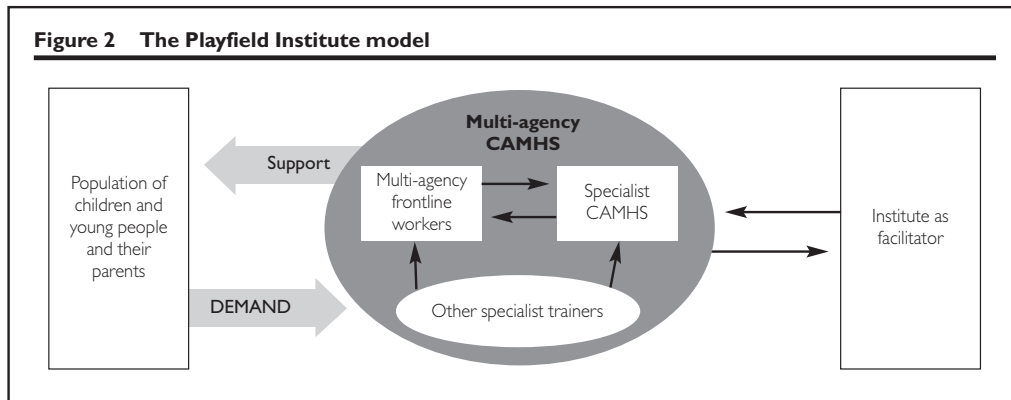 Figure 2 The Playfield Institute model
Population of
children and
young people
and their
parents
Support
DEMAND
Multi-agency
CAMHS
Multi-agency
frontline
workers
Specialist
CAMHS
Other specialist trainers
Institute as
facilitator